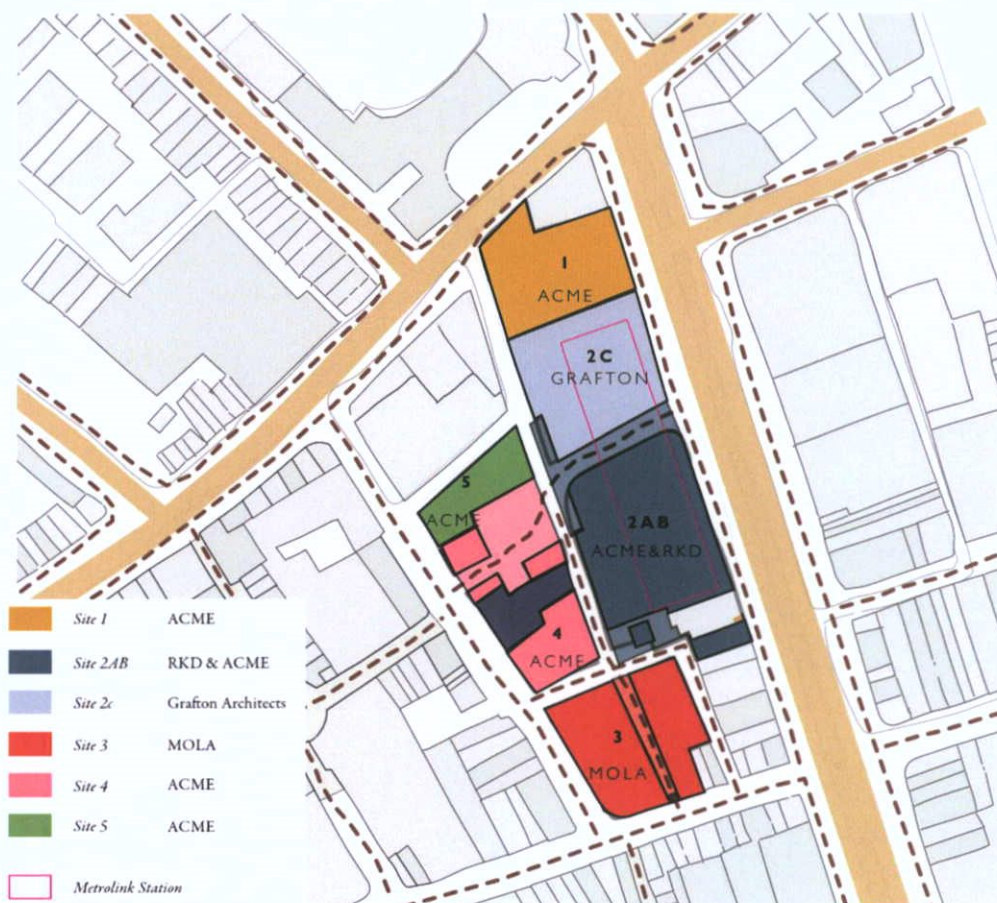 1
ACME
2C
GRAFTON
5
ACME
2AB
ACME&RKD
4
ACME
3
MOLA
Site 1 ACME
Site 2AB RKD & ACME
Site 2c Grafton Architects
Site 3 MOLA
Site 4 ACME
Site 5 ACME
Metrolink Station